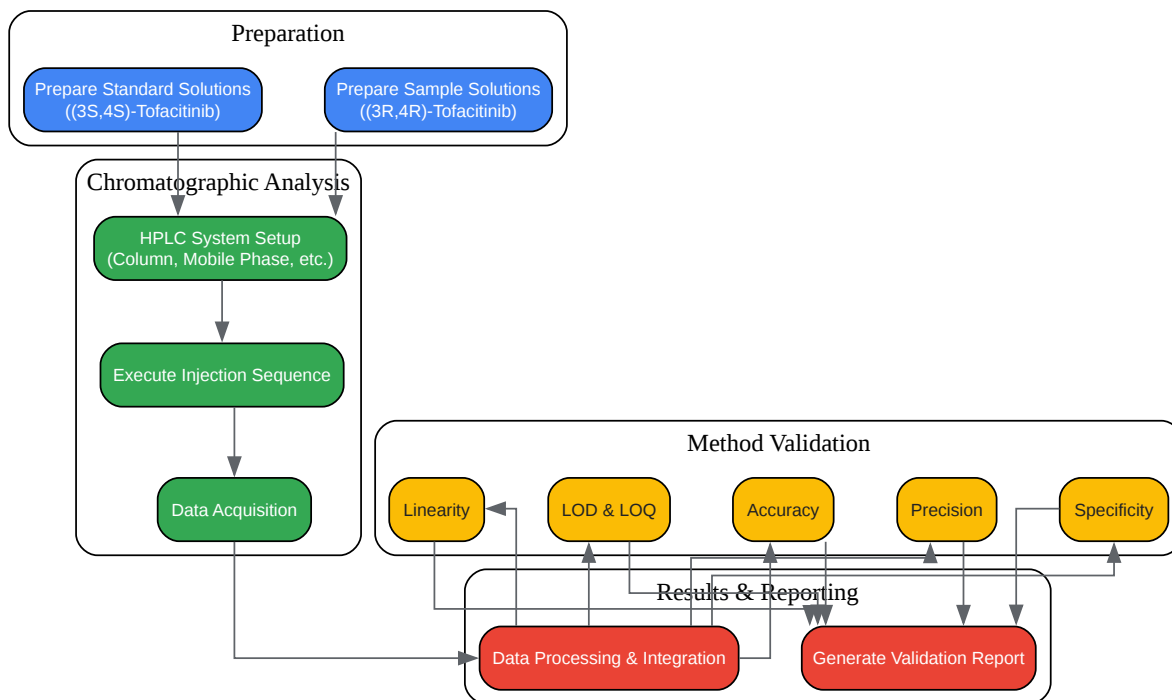 Preparation
Prepare Standard Solutions
((3S,4S)-Tofacitinib)
Prepare Sample Solutions
((3R,4R)-Tofacitinib)
Chromatographic Analysis
HPLC System Setup
(Column, Mobile Phase, etc.)
Execute Injection Sequence
Data Acquisition
Method Validation
Linearity
LOD & LOQ
Accuracy
Precision
Specificity
Results & Reporting
Data Processing & Integration
Generate Validation Report